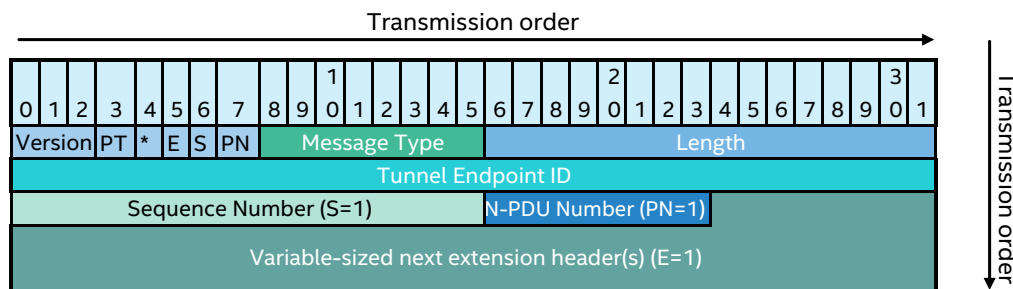 Transmission order
1 2 3
0 1 2 3 4 5 6 7 8 9 0 1 2 3 4 5 6 7 8 9 0 1 2 3 4 5 6 7 8 9 0 1
Version PT * E S PN Message Type Length
Tunnel Endpoint ID
Sequence Number (S=1) N-PDU Number (PN=1)
Variable-sized next extension header(s) (E=1)
Transmission order